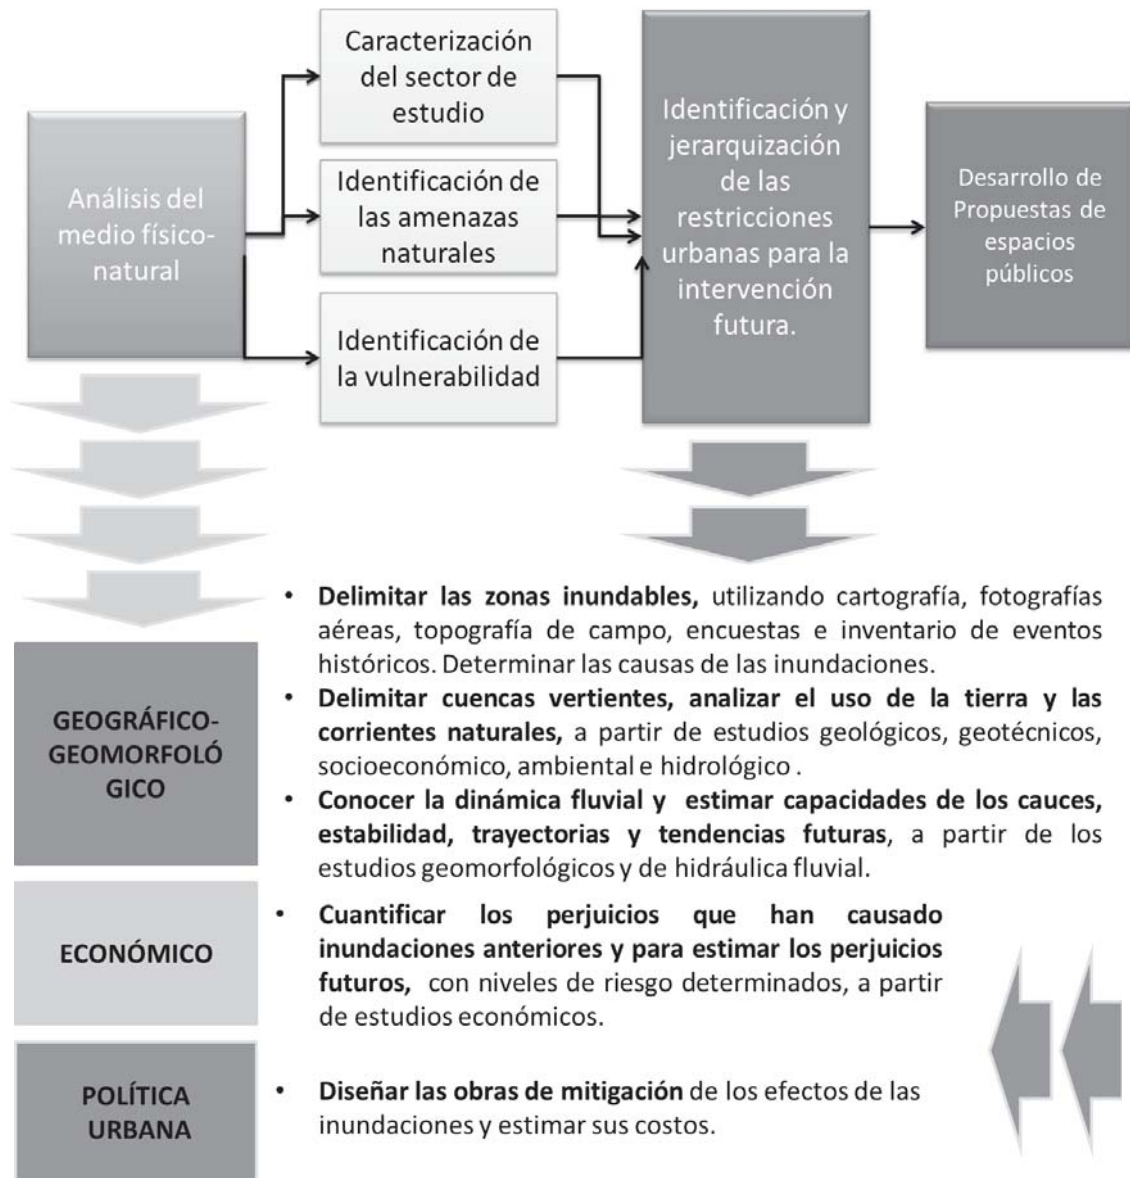 Análisis del
medio físico-
natural
Caracterización
del sector de
estudio
Identificación de
las amenazas
naturales
Identificación de
la vulnerabilidad
Identificación y
jerarquización
de las
restricciones
urbanas para la
intervención
futura.
Desarrollo de
Propuestas de
espacios
públicos
GEOGRÁFICO-
GEOMORFOLÓ
GICO
• Delimitar las zonas inundables, utilizando cartografía, fotografías
aéreas, topografía de campo, encuestas e inventario de eventos
históricos. Determinar las causas de las inundaciones.
• Delimitar cuencas vertientes, analizar el uso de la tierra y las
corrientes naturales, a partir de estudios geológicos, geotécnicos,
socioeconómico, ambiental e hidrológico .
• Conocer la dinámica fluvial y estimar capacidades de los cauces,
estabilidad, trayectorias y tendencias futuras, a partir de los
estudios geomorfológicos y de hidráulica fluvial.
ECONÓMICO
• Cuantificar los perjuicios que han causado
inundaciones anteriores y para estimar los perjuicios
futuros, con niveles de riesgo determinados, a partir
de estudios económicos.
POLÍTICA
URBANA
• Diseñar las obras de mitigación de los efectos de las
inundaciones y estimar sus costos.